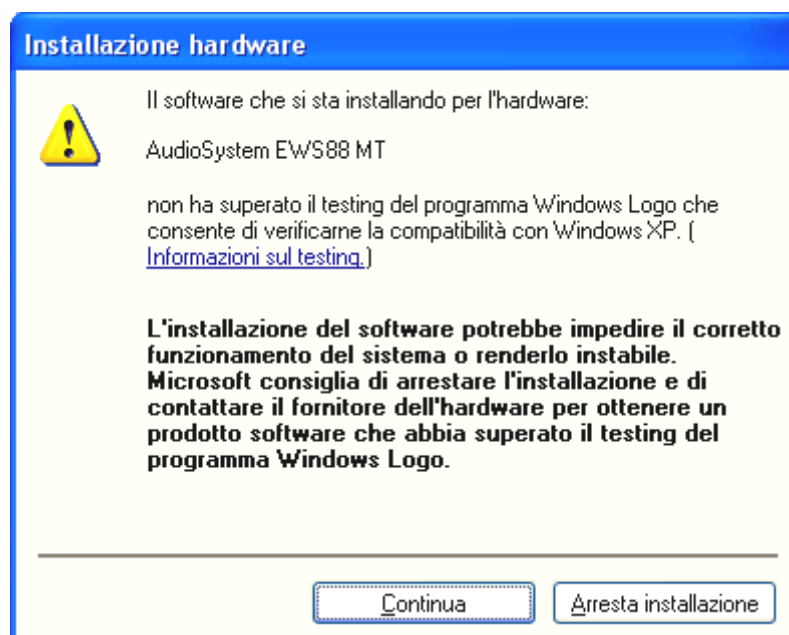 Installazione hardware
Il software che si sta installando per l'hardware:
AudioSystem EWS88 MT
non ha superato il testing del programma Windows Logo che
consente di verificarne la compatibilità con Windows XP. (
Informazioni sul testing.)
L'installazione del software potrebbe impedire il corretto
funzionamento del sistema o renderlo instabile.
Microsoft consiglia di arrestare l'installazione e di
contattare il fornitore dell'hardware per ottenere un
prodotto software che abbia superato il testing del
programma Windows Logo.
Continua
Arresta installazione